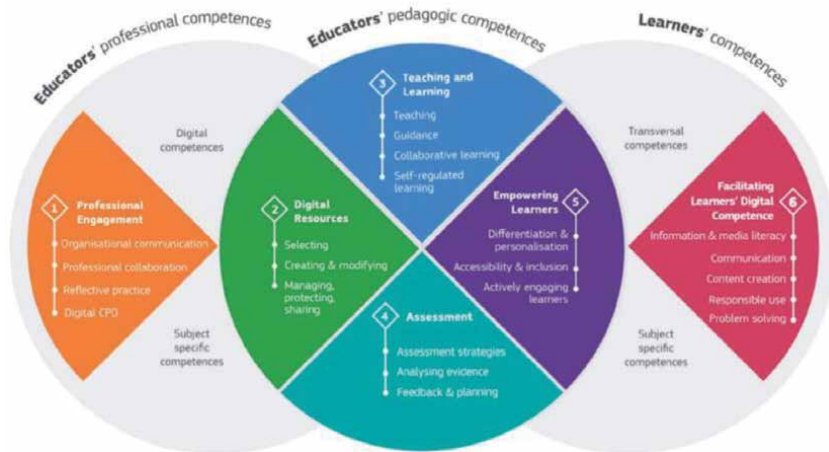 Educators' professional competences
Educators' pedagogic competences
Learners' competences
Digital
competences
Subject
specific
competences
1
Professional
Engagement
Organisational communication
Professional collaboration
Reflective practice
Digital CPD
2
Digital
Resources
Selecting
Creating & modifying
Managing,
protecting,
sharing
3
Teaching and
Learning
Teaching
Guidance
Collaborative learning
Self-regulated
learning
4
Assessment
Assessment strategies
Analysing evidence
Feedback & planning
5
Empowering
Learners
Differentiation &
personalisation
Accessibility & inclusion
Actively engaging
learners
Transversal
competences
Subject
specific
competences
6
Facilitating
Learners' Digital
Competence
Information & media literacy
Communication
Content creation
Responsible use
Problem solving